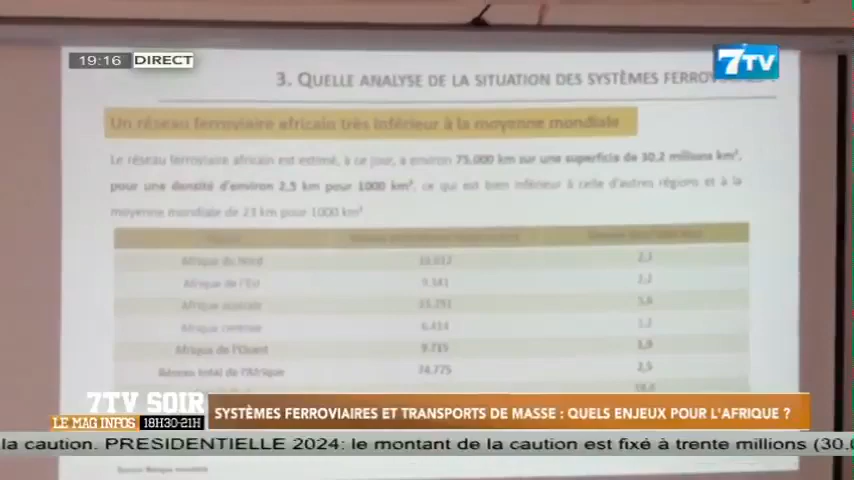 19:16 DIRECT
7TV
3. QUELLE ANALYSE DE LA SITUATION DES SYSTÈMES
Un réseau ferroviaire africain très inférieur à la moyenne mondiale
Le réseau ferroviaire africain est estimé, à ce jour, à environ 75.000 km sur une superficie de 30,2 millions km²,
pour une densité d'environ 2,5 km pour 1000 km², ce qui est bien inférieur à celle d'autres régions et à la
moyenne mondiale de 23 km pour 1000 km²
Afrique du Nord
Afrique de l'Est
Afrique australe
Afrique centrale
Afrique de l'Ouest 9.715
Réseau total de l'Afrique 74.775 2,5
7TV SOIR
LE MAG INFOS 18H30-21H
SYSTÈMES FERROVIAIRES ET TRANSPORTS DE MASSE : QUELS ENJEUX POUR L'AFRIQUE ?
la caution. PRESIDENTIELLE 2024: le montant de la caution est fixé à trente millions (30.0